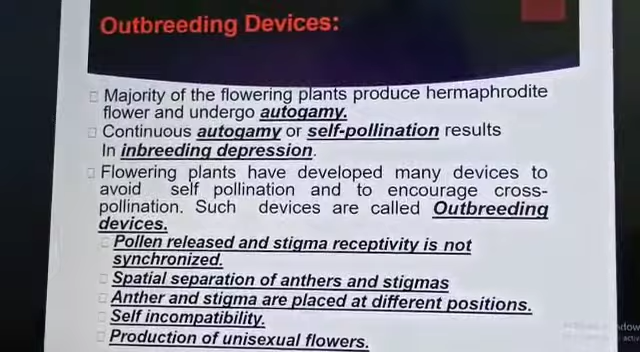 Outbreeding Devices:
Majority of the flowering plants produce hermaphrodite
flower and undergo autogamy.
Continuous autogamy or self-pollination results
In inbreeding depression.
Flowering plants have developed many devices to
avoid self pollination and to encourage cross-
pollination. Such devices are called Outbreeding
devices.
Pollen released and stigma receptivity is not
synchronized.
Spatial separation of anthers and stigmas
Anther and stigma are placed at different positions.
Self incompatibility.
Production of unisexual flowers.